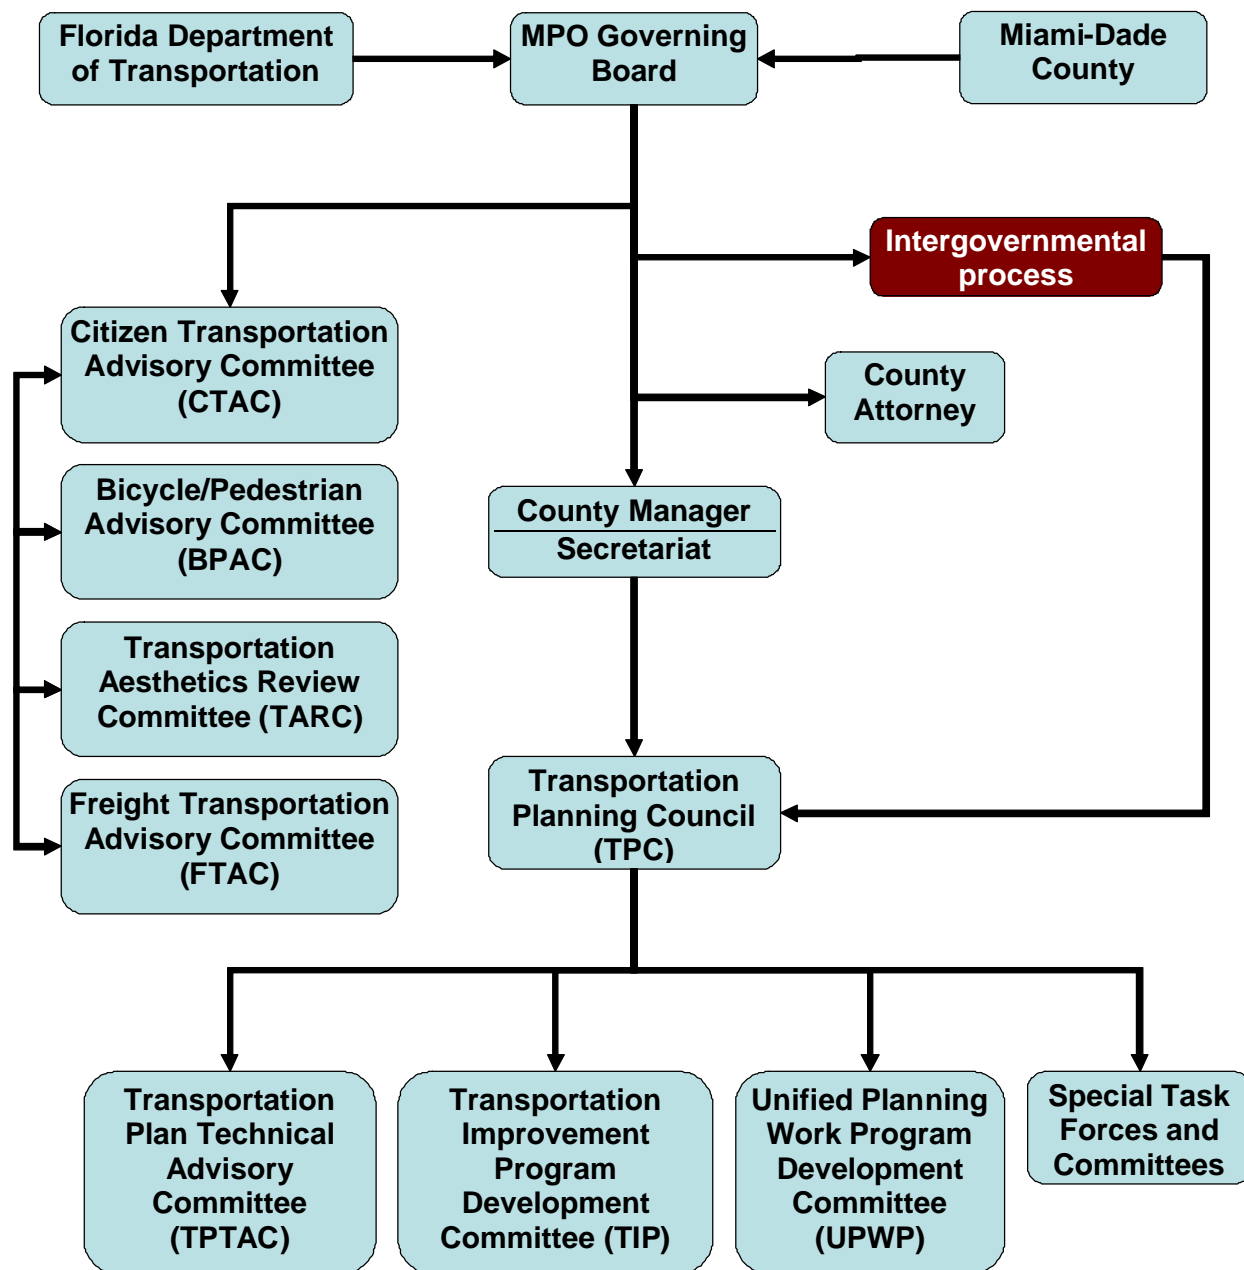 Florida Department
of Transportation
MPO Governing
Board
Miami-Dade
County
Intergovernmental
process
Citizen Transportation
Advisory Committee
(CTAC)
County
Attorney
Bicycle/Pedestrian
Advisory Committee
(BPAC)
County Manager
Secretariat
Transportation
Aesthetics Review
Committee (TARC)
Transportation
Planning Council
(TPC)
Freight Transportation
Advisory Committee
(FTAC)
Transportation
Plan Technical
Advisory
Committee
(TPTAC)
Transportation
Improvement
Program
Development
Committee (TIP)
Unified Planning
Work Program
Development
Committee
(UPWP)
Special Task
Forces and
Committees